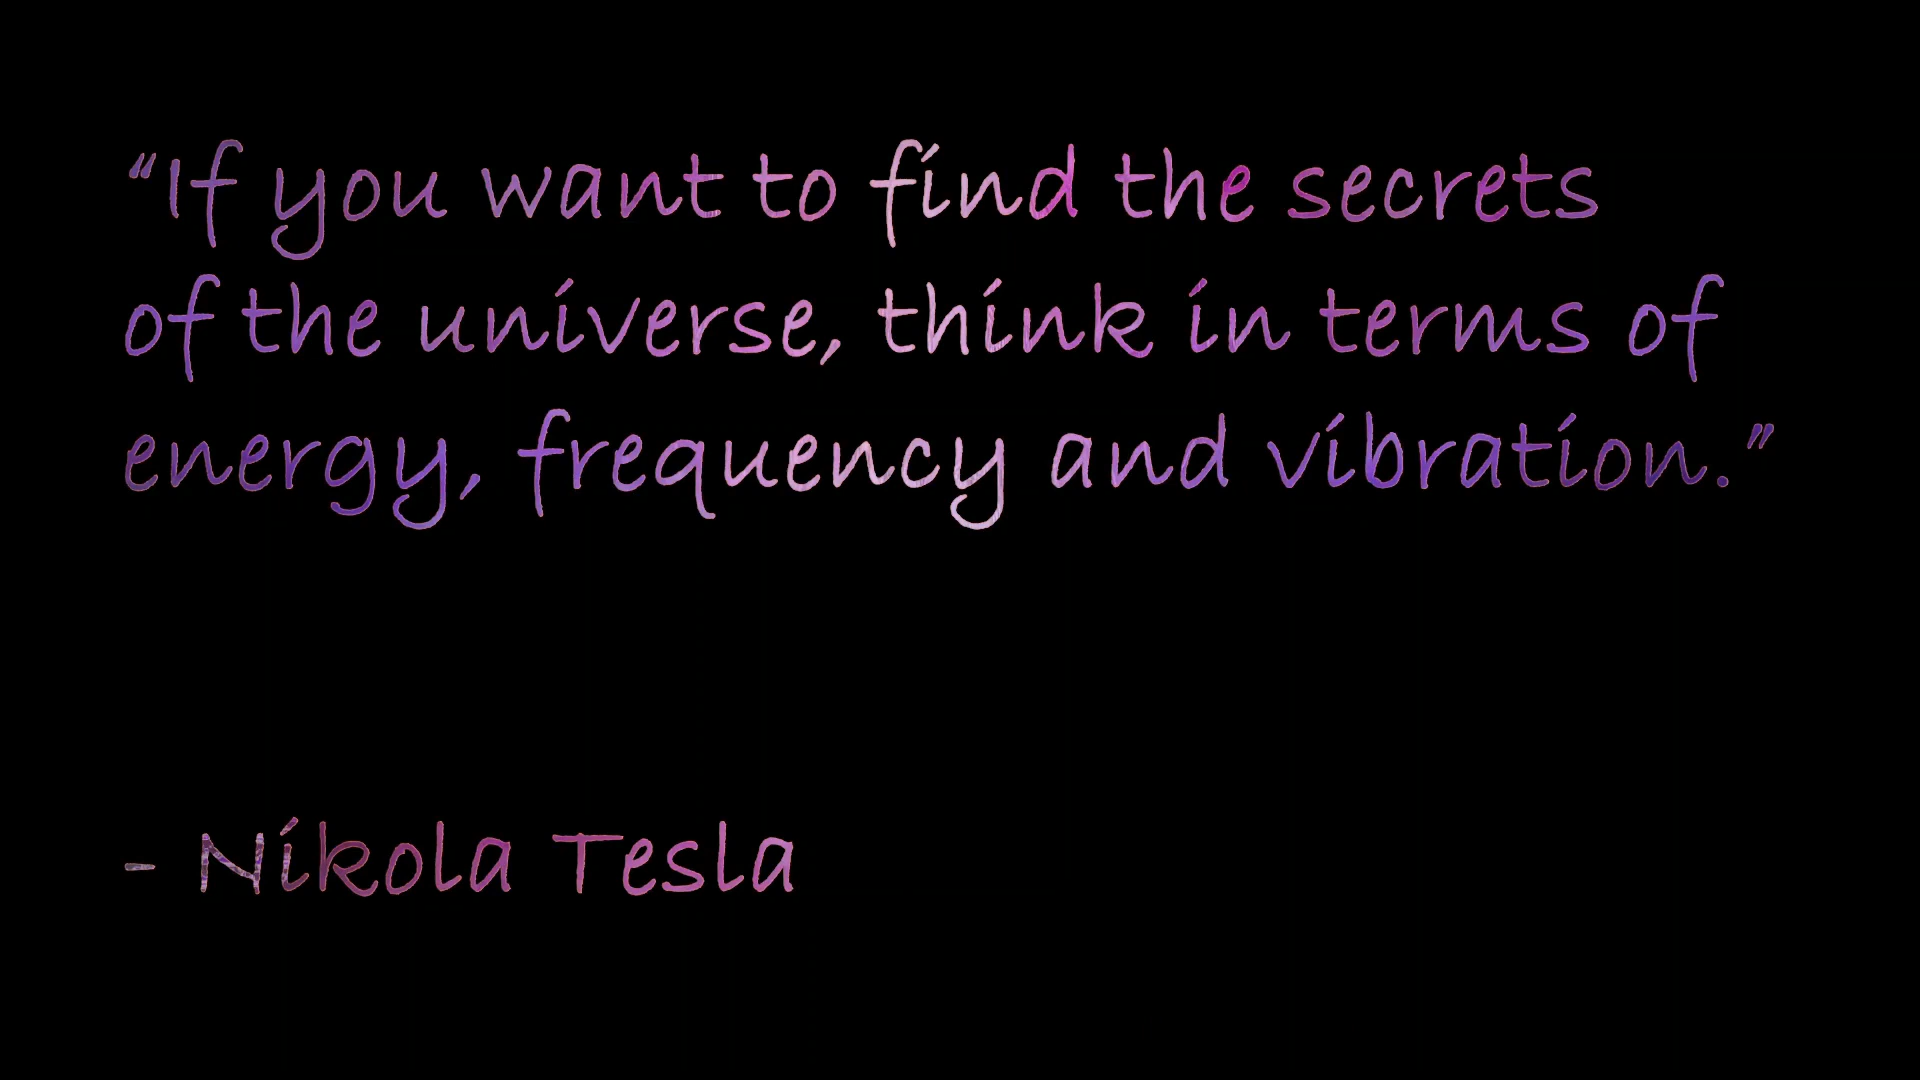 “If you want to find the secrets
of the universe, think in terms of
energy, frequency and vibration.”
- Nikola Tesla